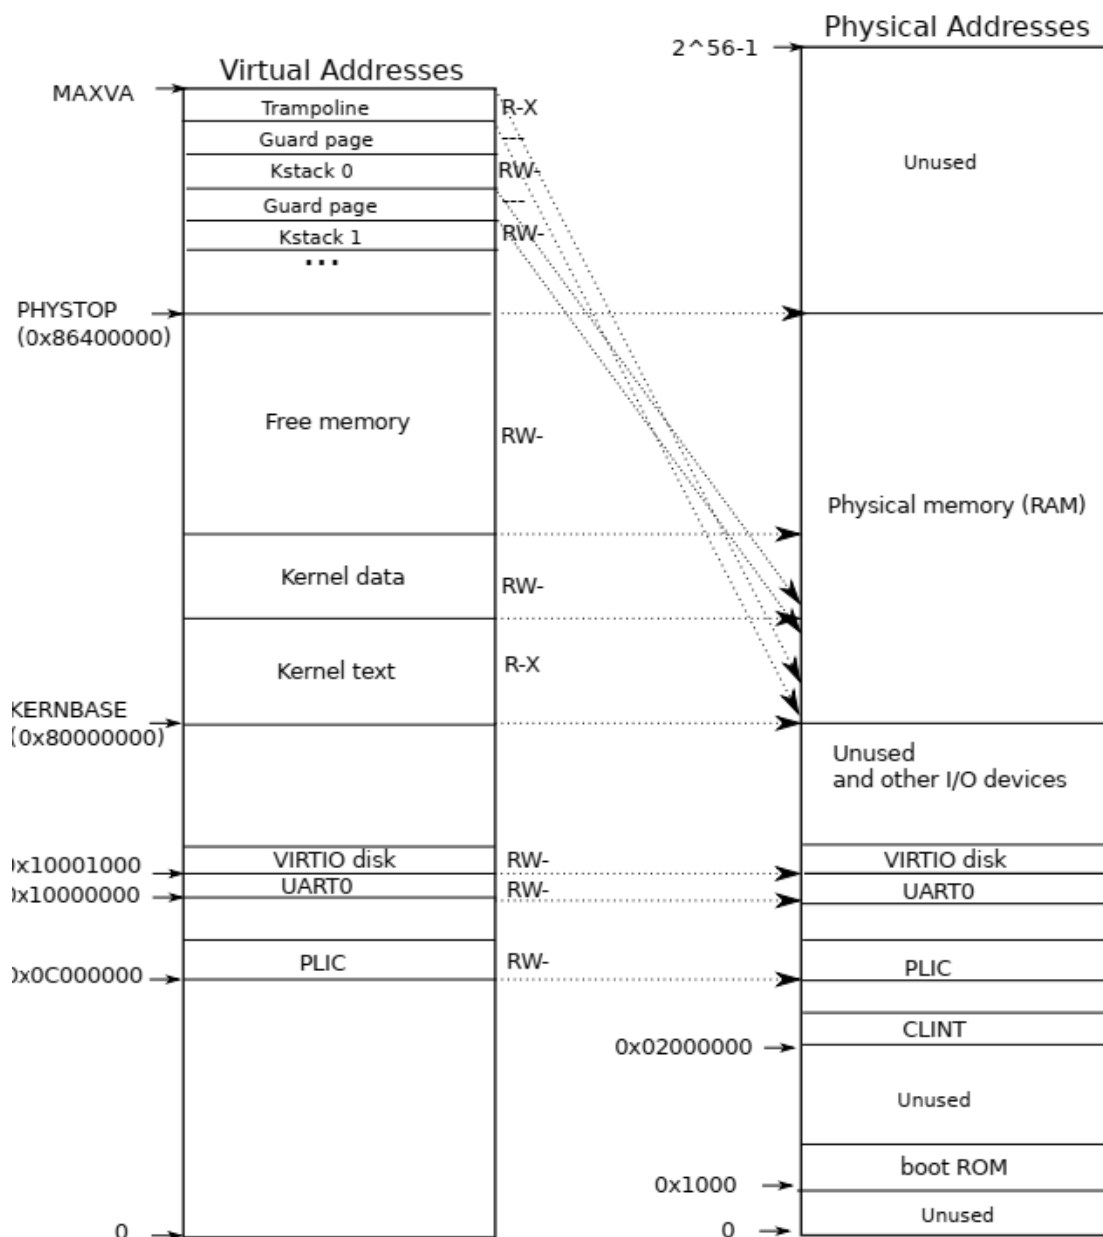 Physical Addresses
2^56-1
Virtual Addresses
MAXVA
Trampoline
R-X
Guard page
---
Unused
Kstack 0
RW-
Guard page
---
Kstack 1
RW-
...
PHYSTOP
(0x86400000)
Free memory
RW-
Physical memory (RAM)
Kernel data
RW-
Kernel text
R-X
KERNBASE
(0x80000000)
Unused
and other I/O devices
VIRTIO disk
RW-
VIRTIO disk
0x10001000
UART0
RW-
UART0
0x10000000
PLIC
RW-
PLIC
0x0C000000
CLINT
0x02000000
Unused
boot ROM
0x1000
Unused
0
0